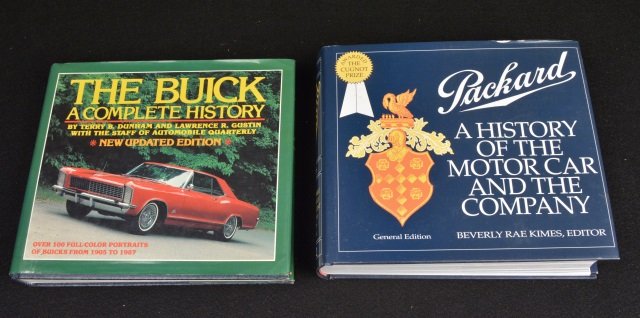 THE BUICK
A COMPLETE HISTORY
BY TERRY B. DUNHAM AND LAWRENCE R. GUSTIN
WITH THE STAFF OF AUTOMOBILE QUARTERLY
* NEW UPDATED EDITION *
OVER 100 FULL-COLOR PORTRAITS
OF BUICKS FROM 1905 TO 1987
AWARDED
THE
CUGNOT
PRIZE
Packard
A HISTORY
OF THE
MOTOR CAR
AND THE
COMPANY
General Edition
BEVERLY RAE KIMES, EDITOR